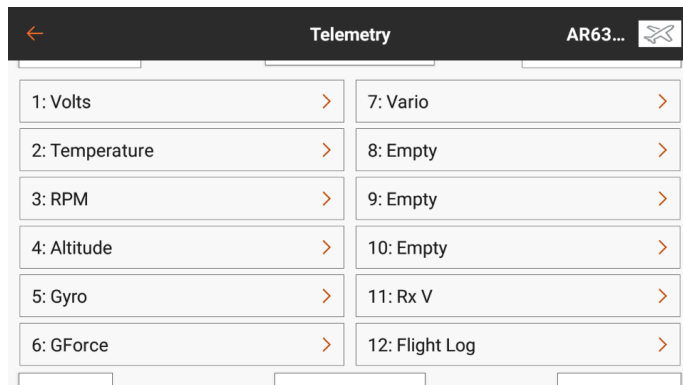 Telemetry
AR63...
1: Volts
2: Temperature
3: RPM
4: Altitude
5: Gyro
6: GForce
7: Vario
8: Empty
9: Empty
10: Empty
11: Rx V
12: Flight Log